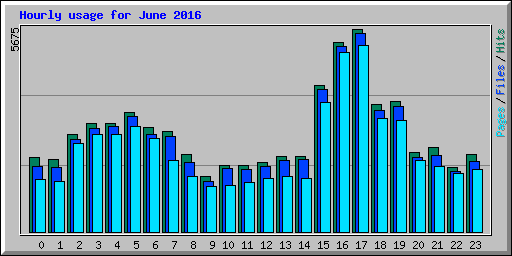 Hourly usage for June 2016
5675
Pages/Files/Hits
0 1 2 3 4 5 6 7 8 9 10 11 12 13 14 15 16 17 18 19 20 21 22 23